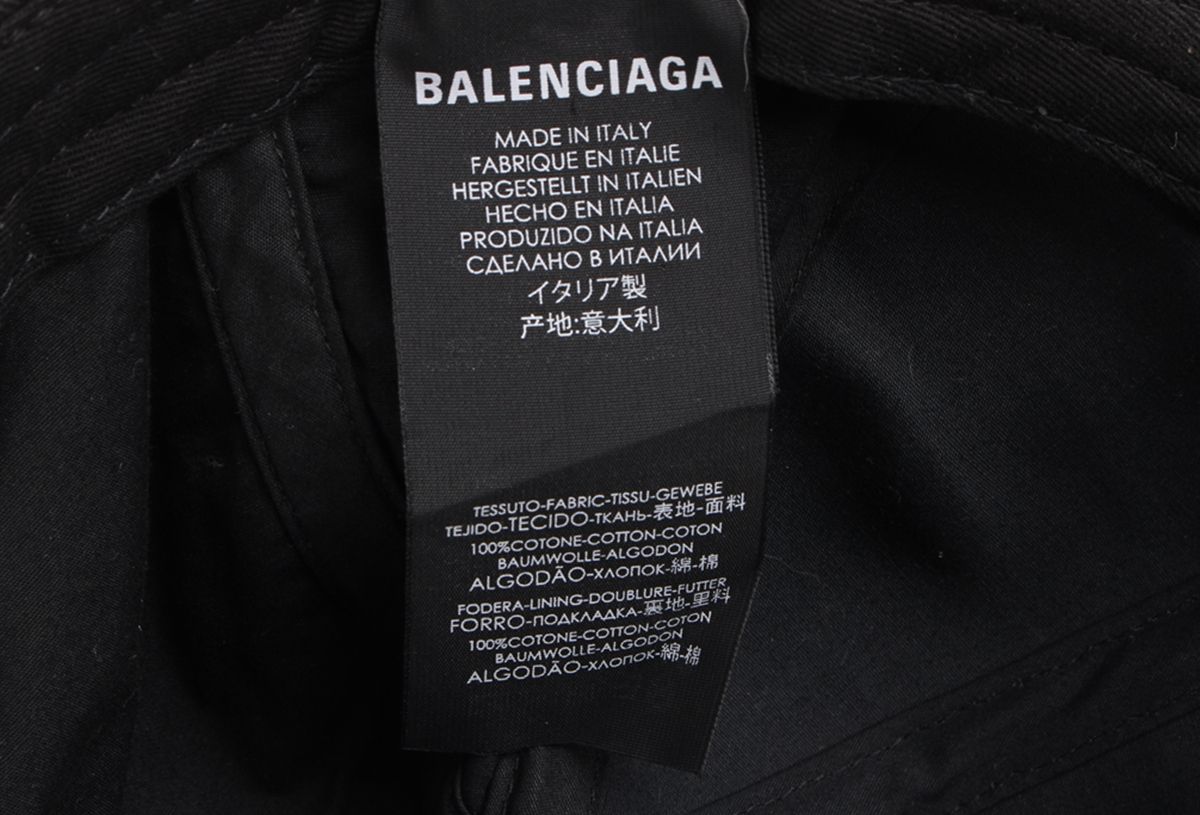 BALENCIAGA
MADE IN ITALY
FABRIQUE EN ITALIE
HERGESTELLT IN ITALIEN
HECHO EN ITALIA
PRODUZIDO NA ITALIA
СДЕЛАНО В ИТАЛИИ
イタリア製
产地:意大利
TESSUTO-FABRIC-TISSU-GEWEBE
TEJIDO-TECIDO-ТКАНЬ-表地-面料
100%COTONE-COTTON-COTON
BAUMWOLLE-ALGODON
ALGODÃO-ХЛОПОК-綿-棉
FODERA-LINING-DOUBLURE-FUTTER
FORRO-ПОДКЛАДКА-裏地-里料
100%COTONE-COTTON-COTON
BAUMWOLLE-ALGODON
ALGODÃO-ХЛОПОК-綿-棉